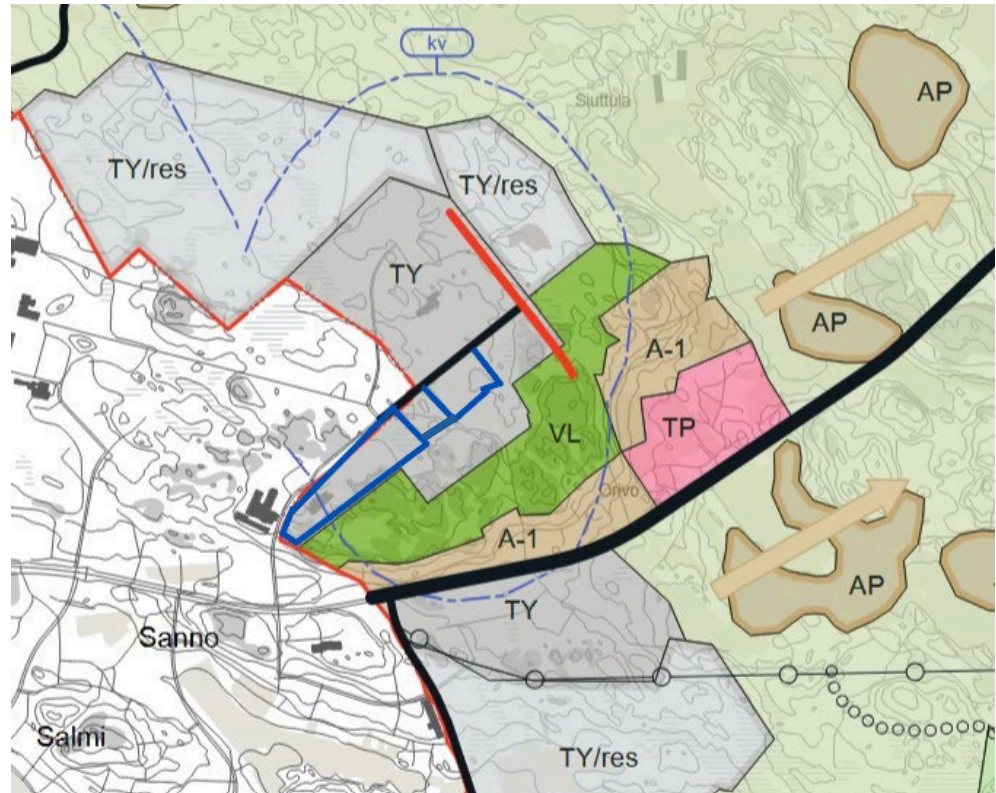 kv
AP
Siuttula
TY/res
TY/res
TY
AP
A-1
TP
VL
Orivo
A-1
AP
TY
Sanno
Salmi
TY/res